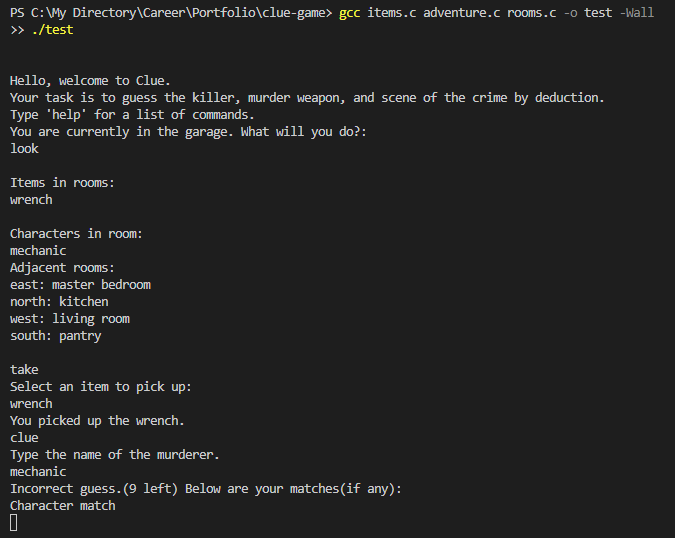 PS C:\My Directory\Career\Portfolio\clue-game> gcc items.c adventure.c rooms.c -o test -Wall
>> ./test
Hello, welcome to Clue.
Your task is to guess the killer, murder weapon, and scene of the crime by deduction.
Type 'help' for a list of commands.
You are currently in the garage. What will you do?:
look
Items in rooms:
wrench
Characters in room:
mechanic
Adjacent rooms:
east: master bedroom
north: kitchen
west: living room
south: pantry
take
Select an item to pick up:
wrench
You picked up the wrench.
clue
Type the name of the murderer.
mechanic
Incorrect guess.(9 left) Below are your matches(if any):
Character match